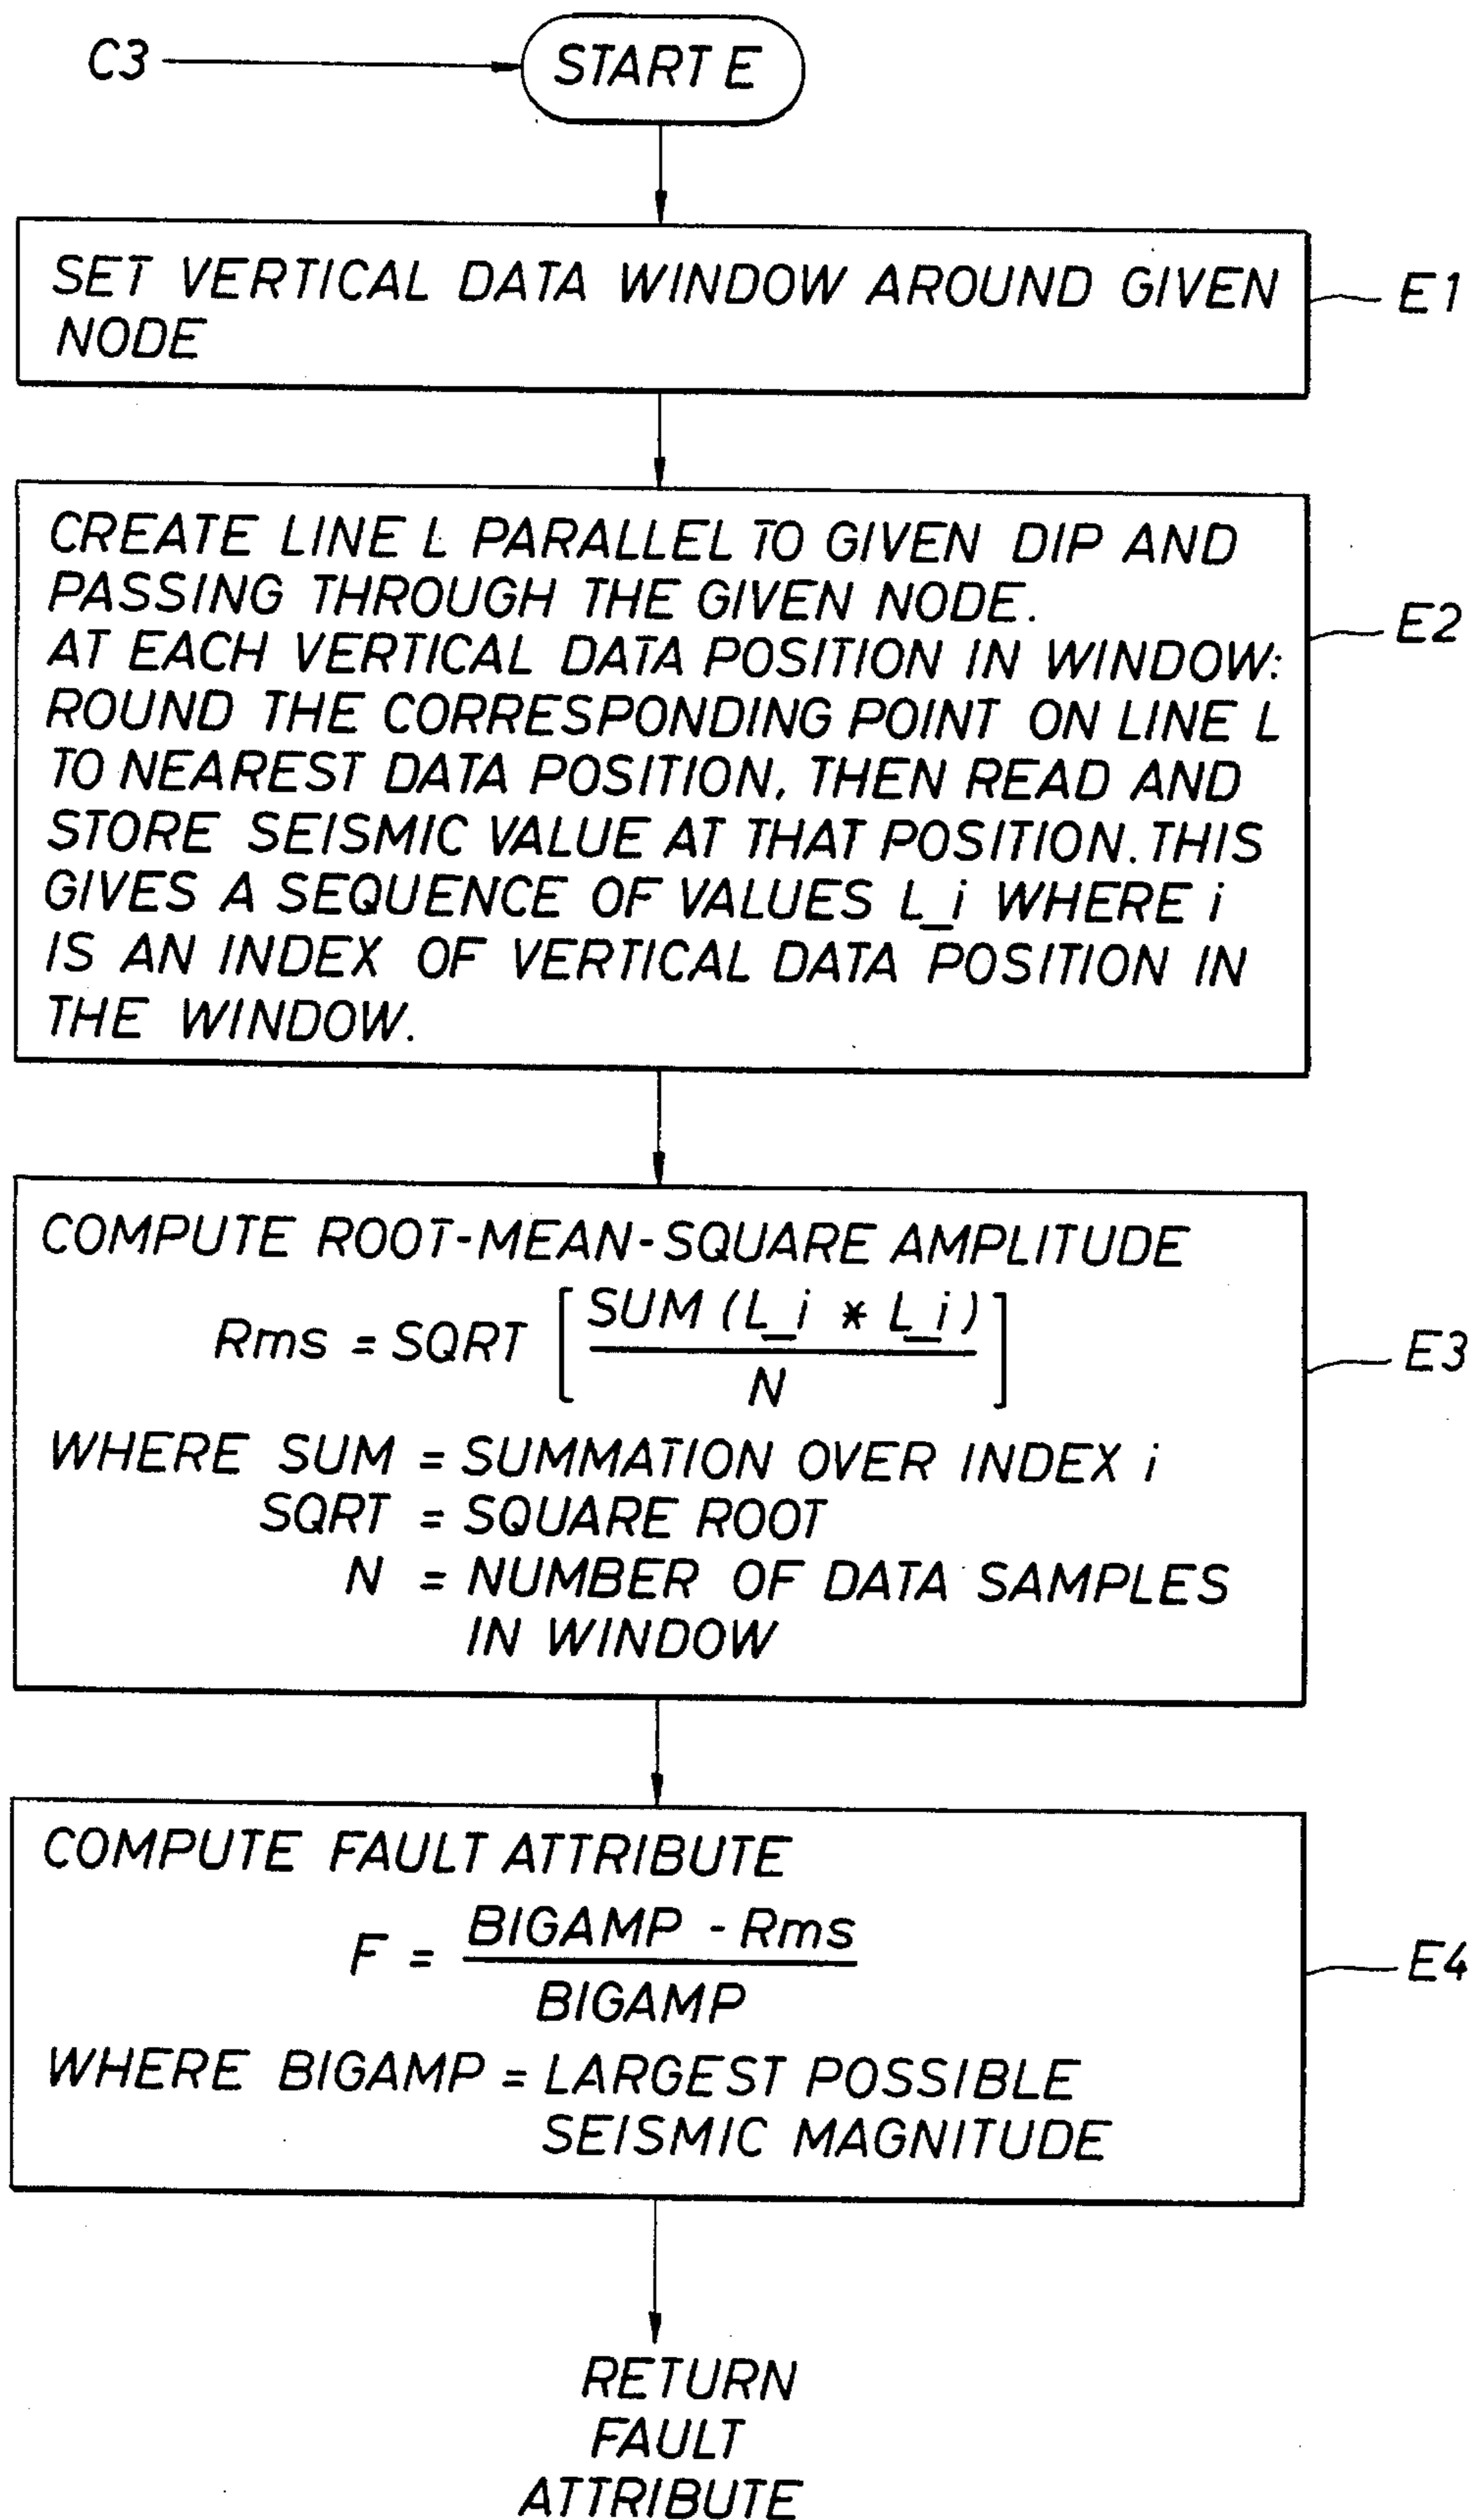 C3
START E
SET VERTICAL DATA WINDOW AROUND GIVEN
NODE
E1
CREATE LINE L PARALLEL TO GIVEN DIP AND
PASSING THROUGH THE GIVEN NODE.
AT EACH VERTICAL DATA POSITION IN WINDOW:
ROUND THE CORRESPONDING POINT ON LINE L
TO NEAREST DATA POSITION, THEN READ AND
STORE SEISMIC VALUE AT THAT POSITION. THIS
GIVES A SEQUENCE OF VALUES L_i WHERE i
IS AN INDEX OF VERTICAL DATA POSITION IN
THE WINDOW.
E2
COMPUTE ROOT-MEAN-SQUARE AMPLITUDE
Rms = SQRT [ SUM (L_i * L_i) / N ]
WHERE SUM = SUMMATION OVER INDEX i
SQRT = SQUARE ROOT
N = NUMBER OF DATA SAMPLES
IN WINDOW
E3
COMPUTE FAULT ATTRIBUTE
F = BIGAMP - Rms / BIGAMP
WHERE BIGAMP = LARGEST POSSIBLE
SEISMIC MAGNITUDE
E4
RETURN
FAULT
ATTRIBUTE